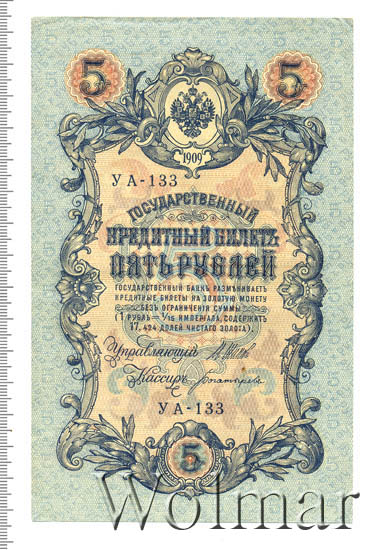 5 5
1909
УА-133
ГОСУДАРСТВЕННЫЙ
КРЕДИТНЫЙ БИЛЕТЪ
ПЯТЬ РУБЛЕЙ
ГОСУДАРСТВЕННЫЙ БАНКЪ РАЗМѢНИВАЕТЪ
КРЕДИТНЫЕ БИЛЕТЫ НА ЗОЛОТУЮ МОНЕТУ
БЕЗЪ ОГРАНИЧЕНІЯ СУММЫ
(1 РУБЛЬ = 1/15 ИМПЕРІАЛА, СОДЕРЖИТЪ
17,424 ДОЛЕЙ ЧИСТАГО ЗОЛОТА).
Управляющій
Кассиръ
УА-133
5
Wolmar